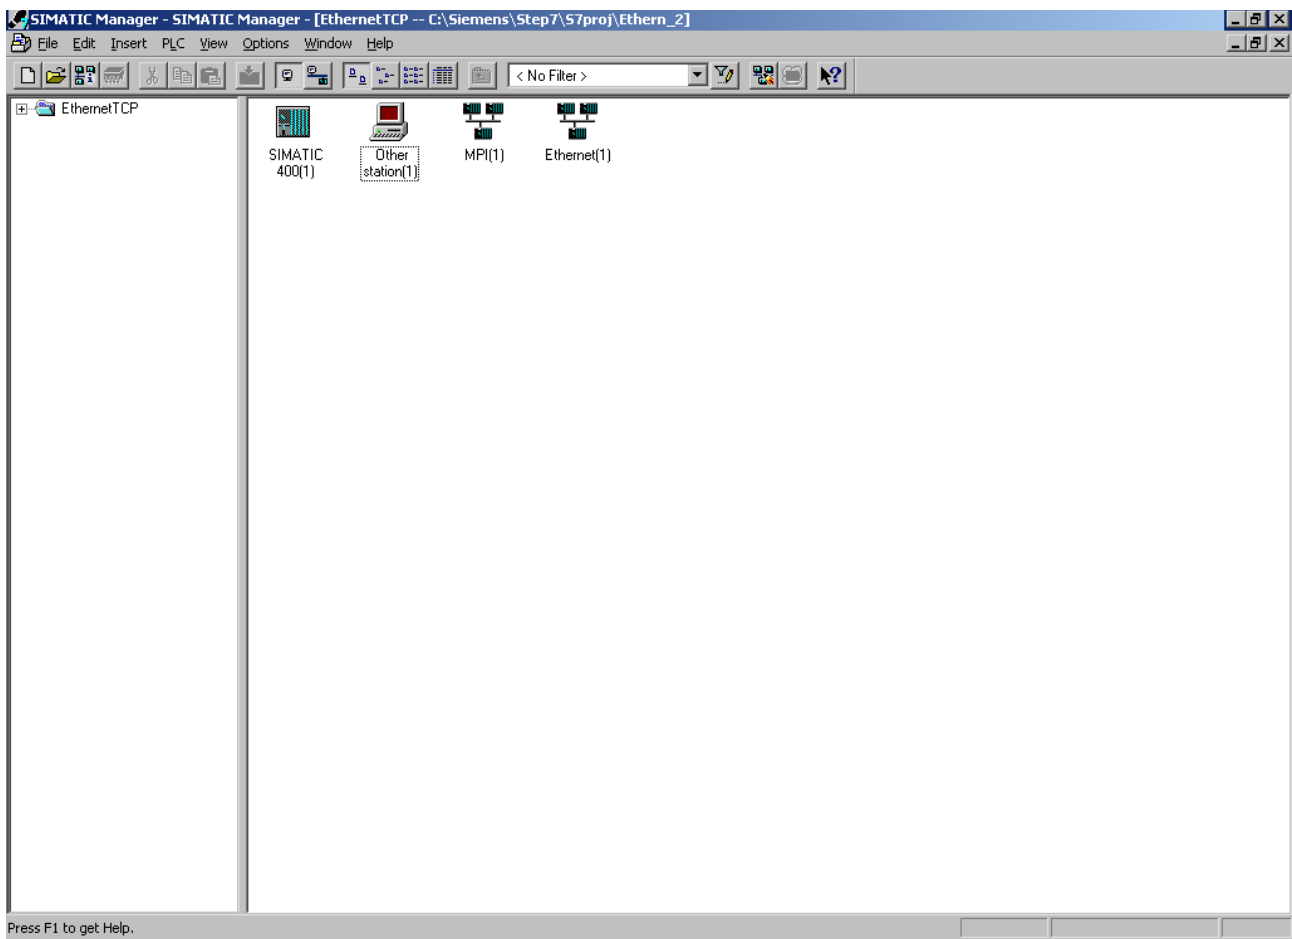 SIMATIC Manager - SIMATIC Manager - [EthernetTCP -- C:\Siemens\Step7\S7proj\Ethern_2]
File Edit Insert PLC View Options Window Help
< No Filter >
EthernetTCP
SIMATIC 400(1)
Other station(1)
MPI(1)
Ethernet(1)
Press F1 to get Help.